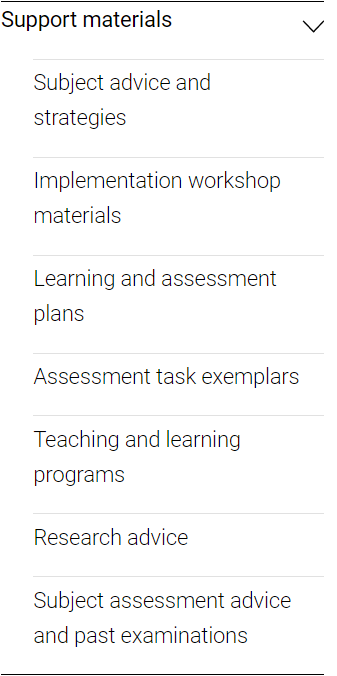 Support materials
Subject advice and
strategies
Implementation workshop
materials
Learning and assessment
plans
Assessment task exemplars
Teaching and learning
programs
Research advice
Subject assessment advice
and past examinations